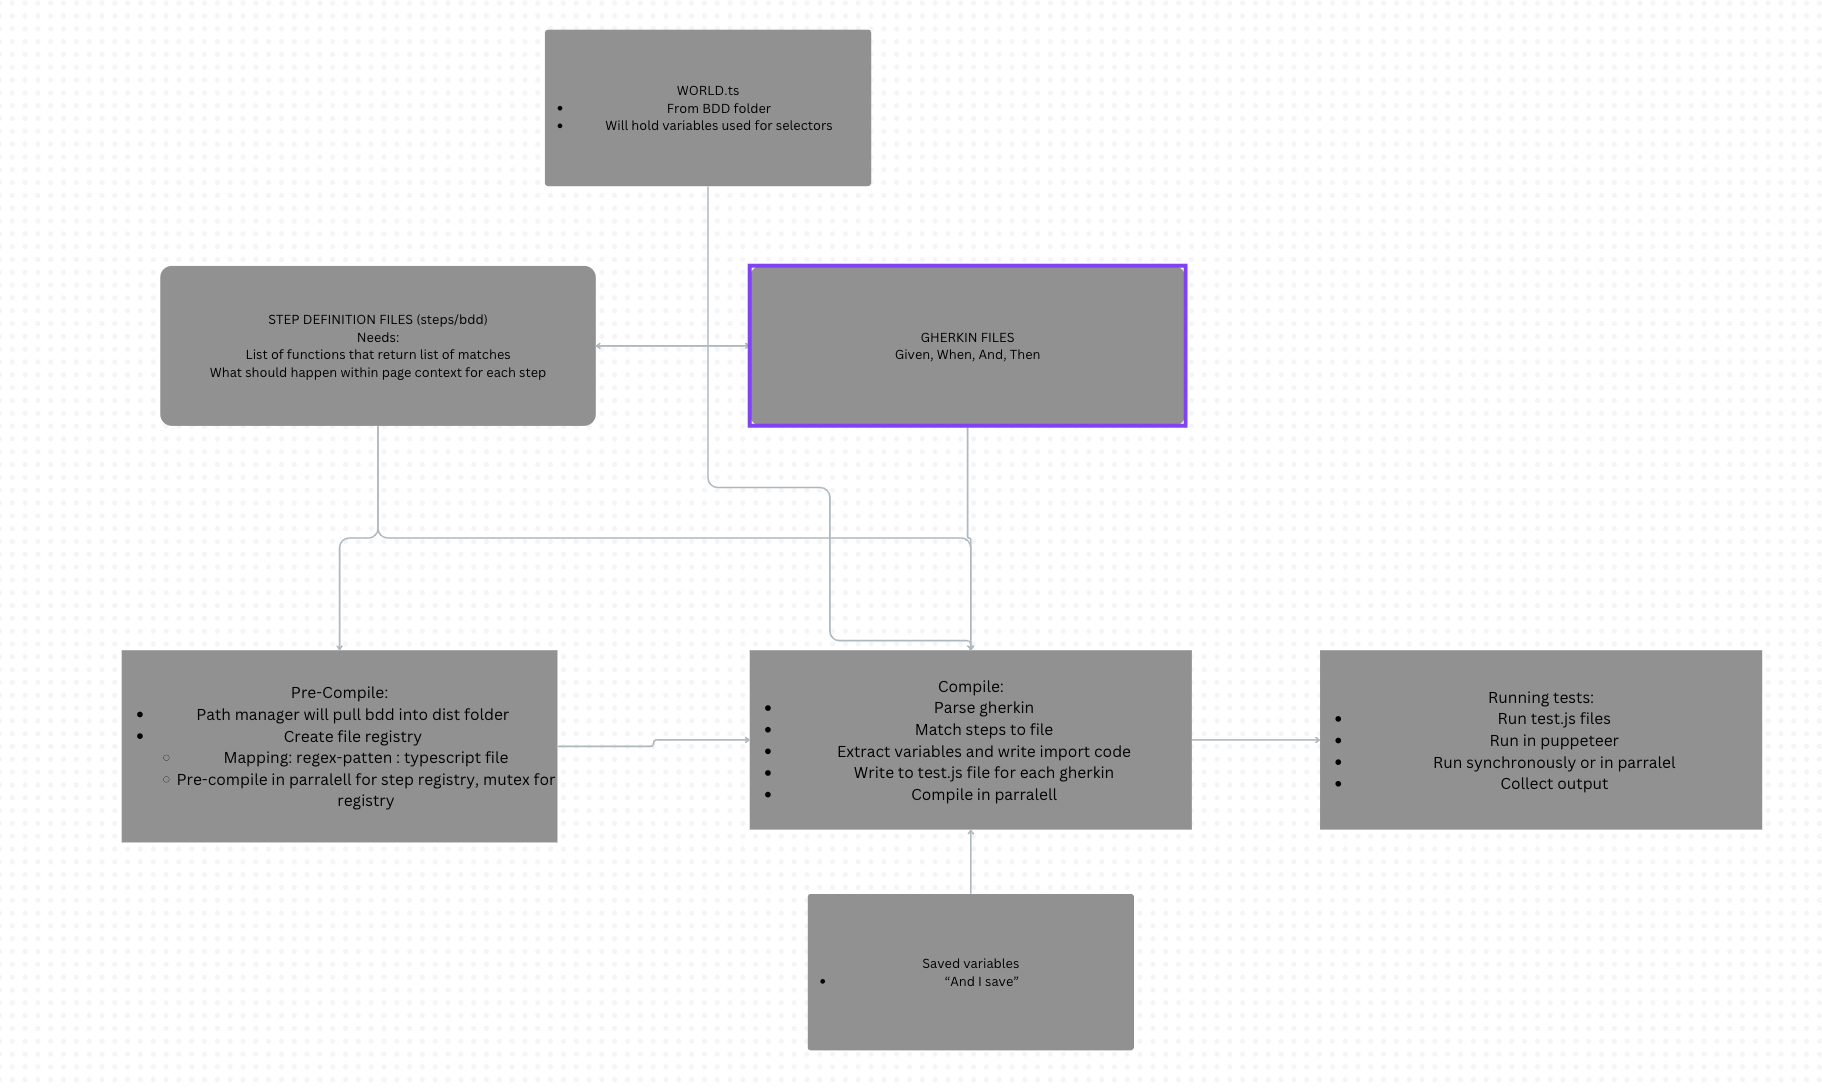 WORLD.ts
From BDD folder
Will hold variables used for selectors
STEP DEFINITION FILES (steps/bdd)
Needs:
List of functions that return list of matches
What should happen within page context for each step
GHERKIN FILES
Given, When, And, Then
Pre-Compile:
Path manager will pull bdd into dist folder
Create file registry
Mapping: regex-patten : typescript file
Pre-compile in parralell for step registry, mutex for
registry
Compile:
Parse gherkin
Match steps to file
Extract variables and write import code
Write to test.js file for each gherkin
Compile in parralell
Running tests:
Run test.js files
Run in puppeteer
Run synchronously or in parralel
Collect output
Saved variables
“And I save”